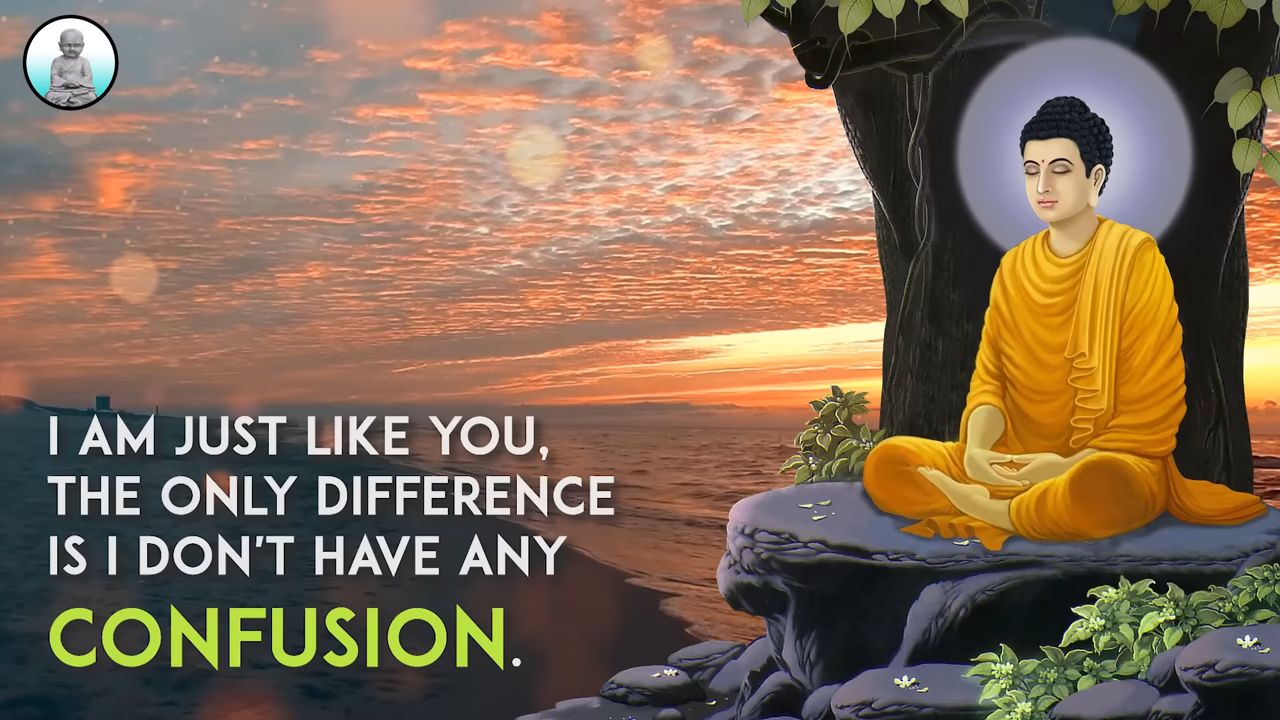 I AM JUST LIKE YOU,
THE ONLY DIFFERENCE
IS I DON'T HAVE ANY
CONFUSION.